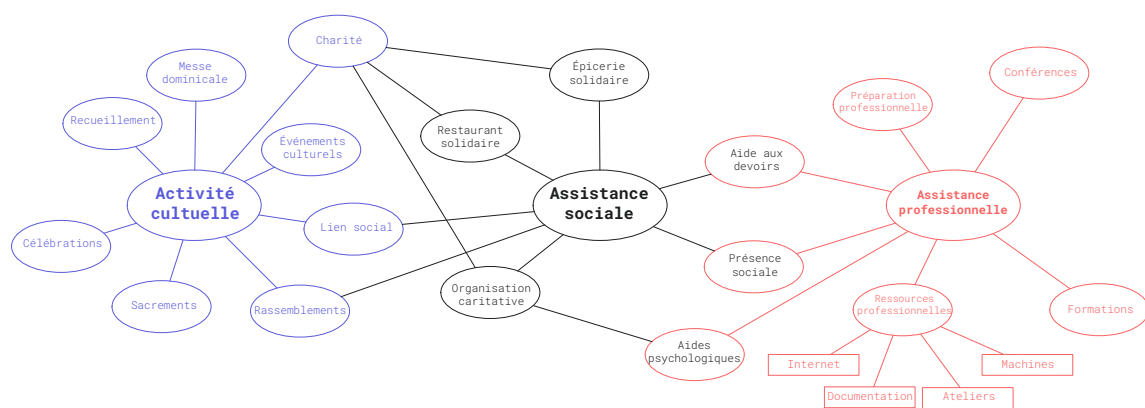 Charité
Messe
dominicale
Épicerie
solidaire
Conférences
Préparation
professionnelle
Recueillement
Restaurant
solidaire
Événements
culturels
Aide aux
devoirs
Activité
cultuelle
Assistance
sociale
Assistance
professionnelle
Lien social
Célébrations
Présence
sociale
Organisation
caritative
Sacrements
Rassemblements
Ressources
professionnelles
Formations
Aides
psychologiques
Internet
Machines
Documentation
Ateliers